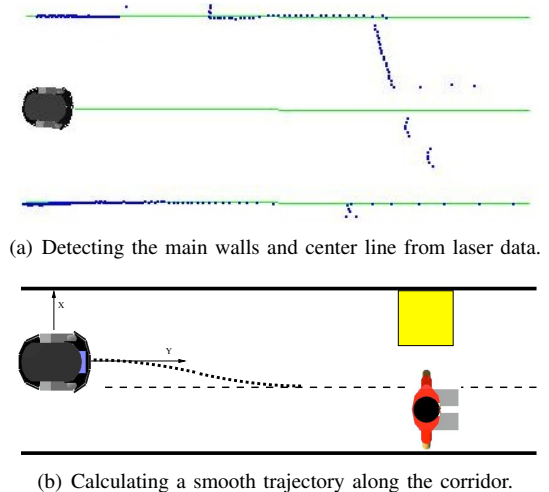 (a) Detecting the main walls and center line from laser data.
X
Y
(b) Calculating a smooth trajectory along the corridor.